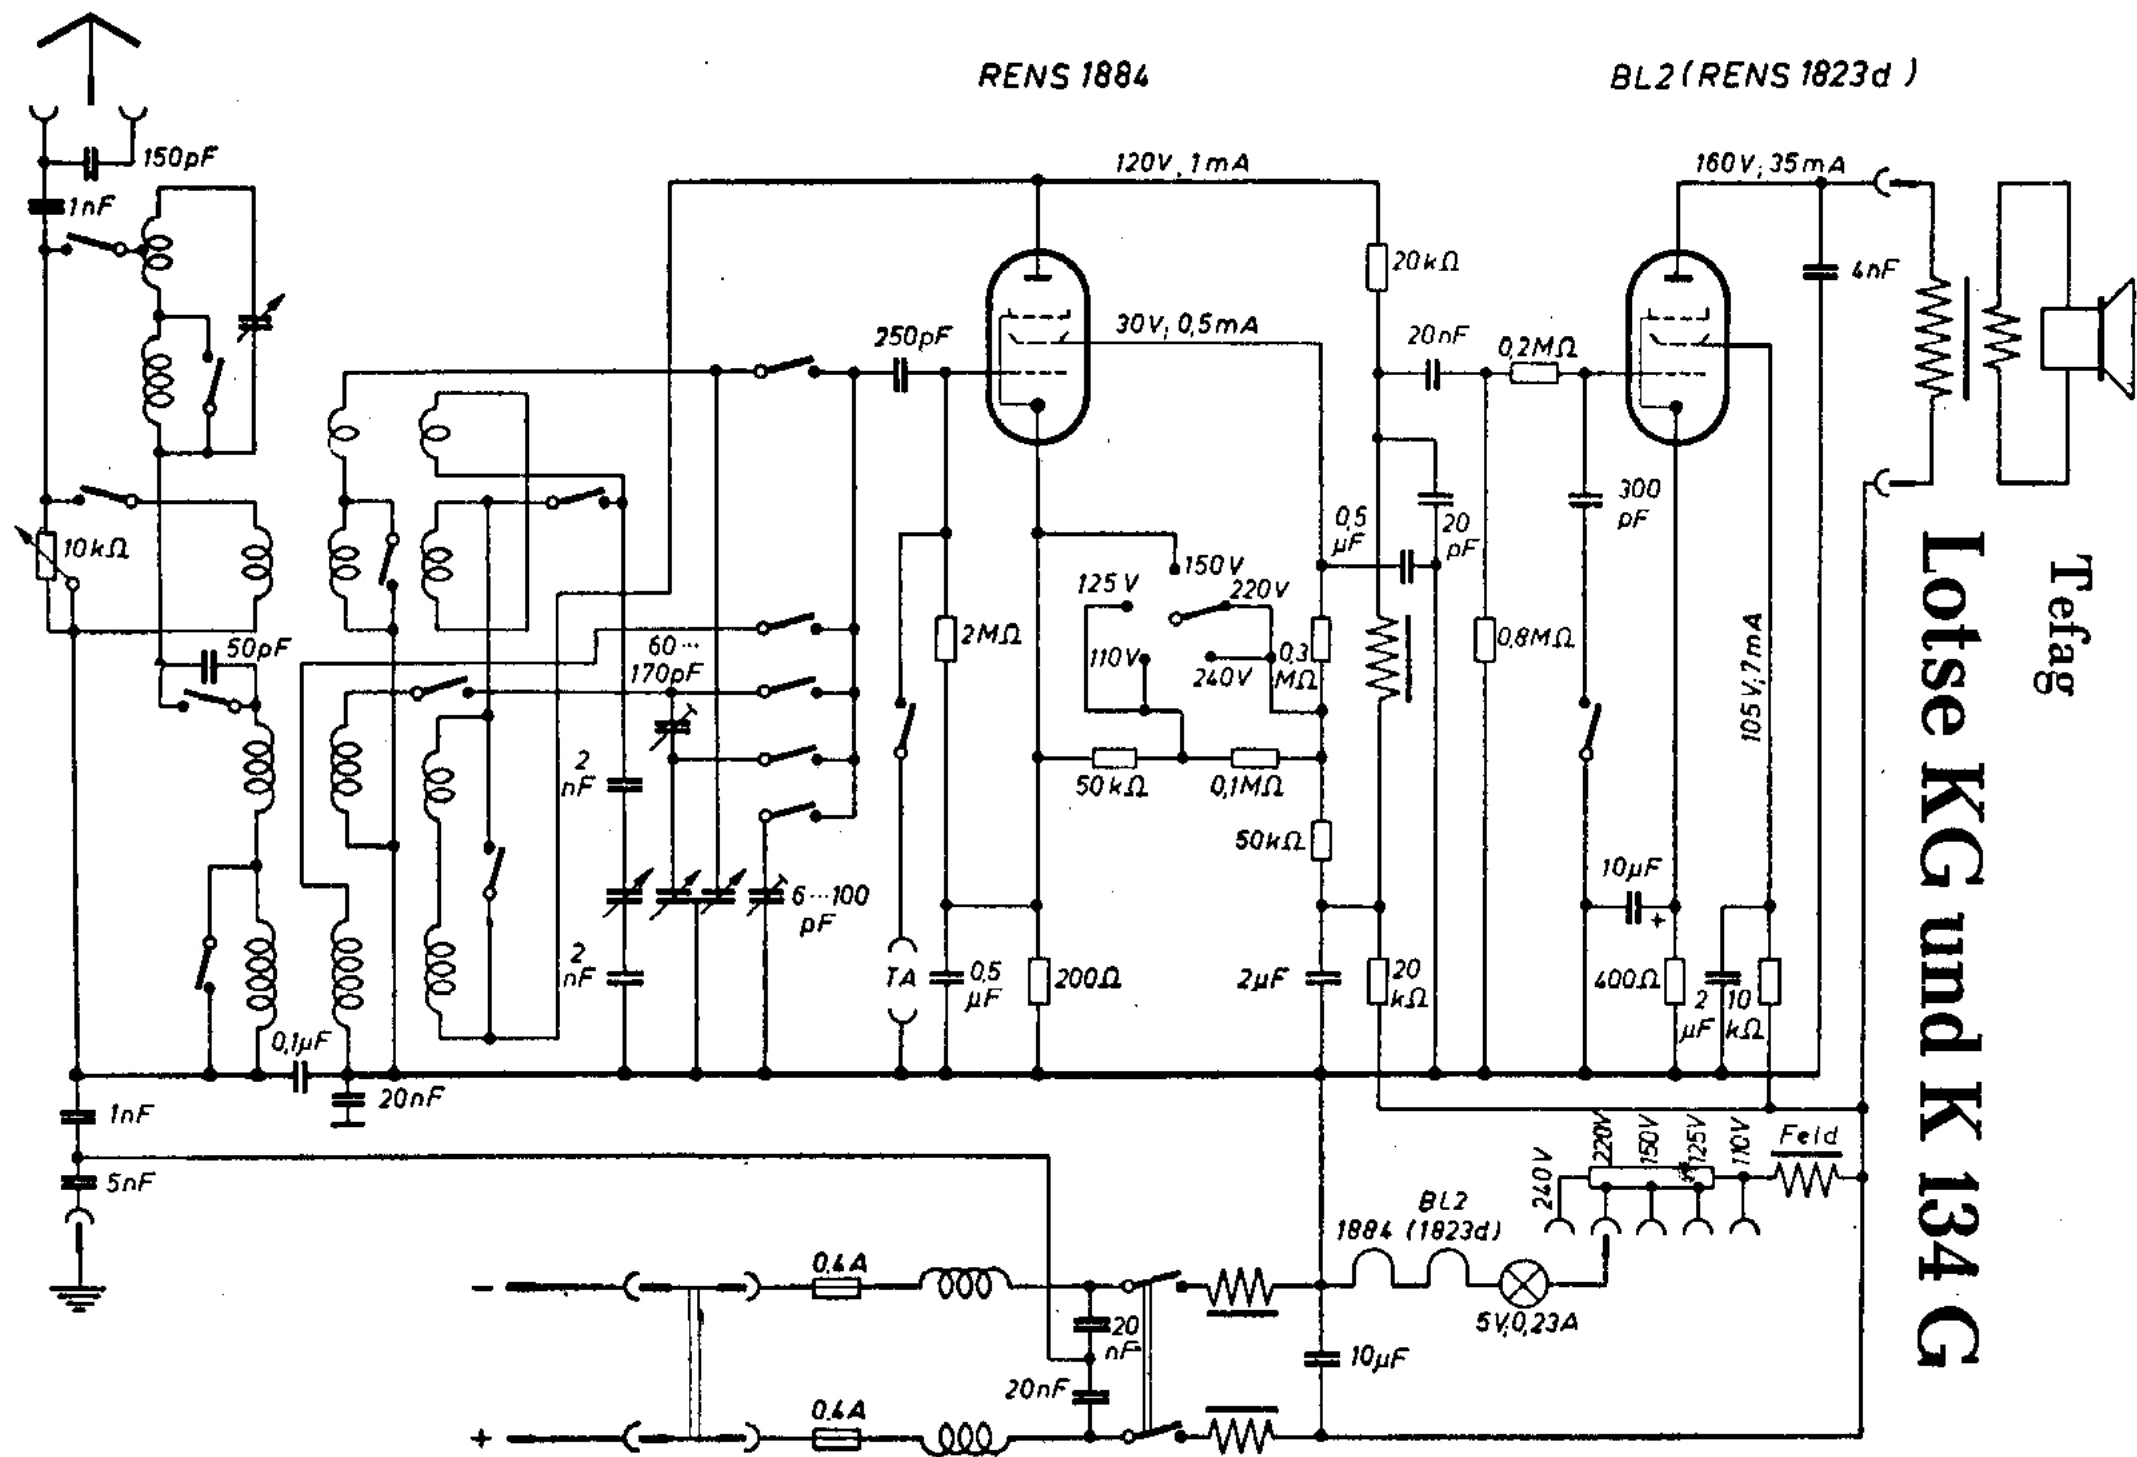 RENS 1884
BL2 (RENS 1823d)
150pF
1nF
120V, 1mA
160V; 35mA
20kΩ
4nF
30V; 0,5mA
250pF
20nF
0,2MΩ
10kΩ
300
pF
0,5
µF
20
pF
150V
125V
220V
50pF
60...
170pF
2MΩ
110V
240V
0,3
MΩ
0,8MΩ
105V; 7mA
2
nF
50kΩ
0,1MΩ
50kΩ
10µF
+
6...100
pF
2
nF
TA
0,5
µF
200Ω
2µF
20
kΩ
400Ω
2
µF
10
kΩ
0,1µF
20nF
1nF
5nF
240V
220V
150V
125V
110V
Feld
BL2
1884 (1823d)
5V; 0,23A
-
0,4A
20
nF
10µF
20nF
+
0,4A
Tefag
Lotse KG und K 134 G